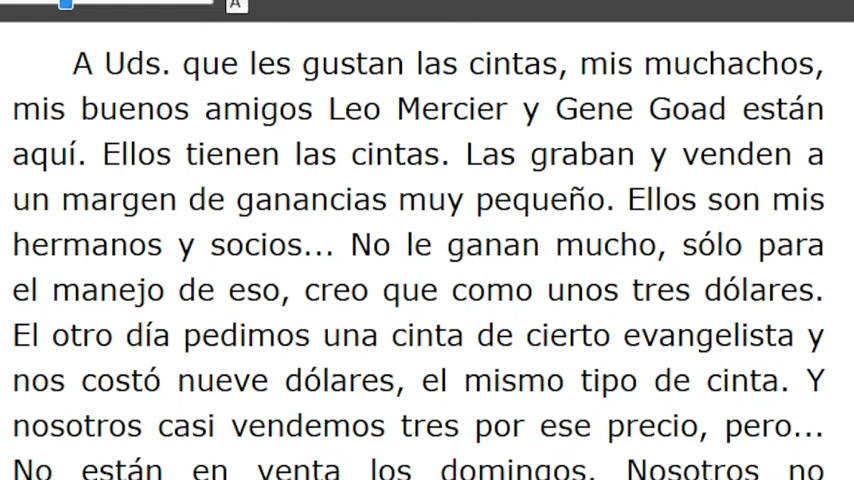 A
A Uds. que les gustan las cintas, mis muchachos,
mis buenos amigos Leo Mercier y Gene Goad están
aquí. Ellos tienen las cintas. Las graban y venden a
un margen de ganancias muy pequeño. Ellos son mis
hermanos y socios... No le ganan mucho, sólo para
el manejo de eso, creo que como unos tres dólares.
El otro día pedimos una cinta de cierto evangelista y
nos costó nueve dólares, el mismo tipo de cinta. Y
nosotros casi vendemos tres por ese precio, pero...
No están en venta los domingos. Nosotros no